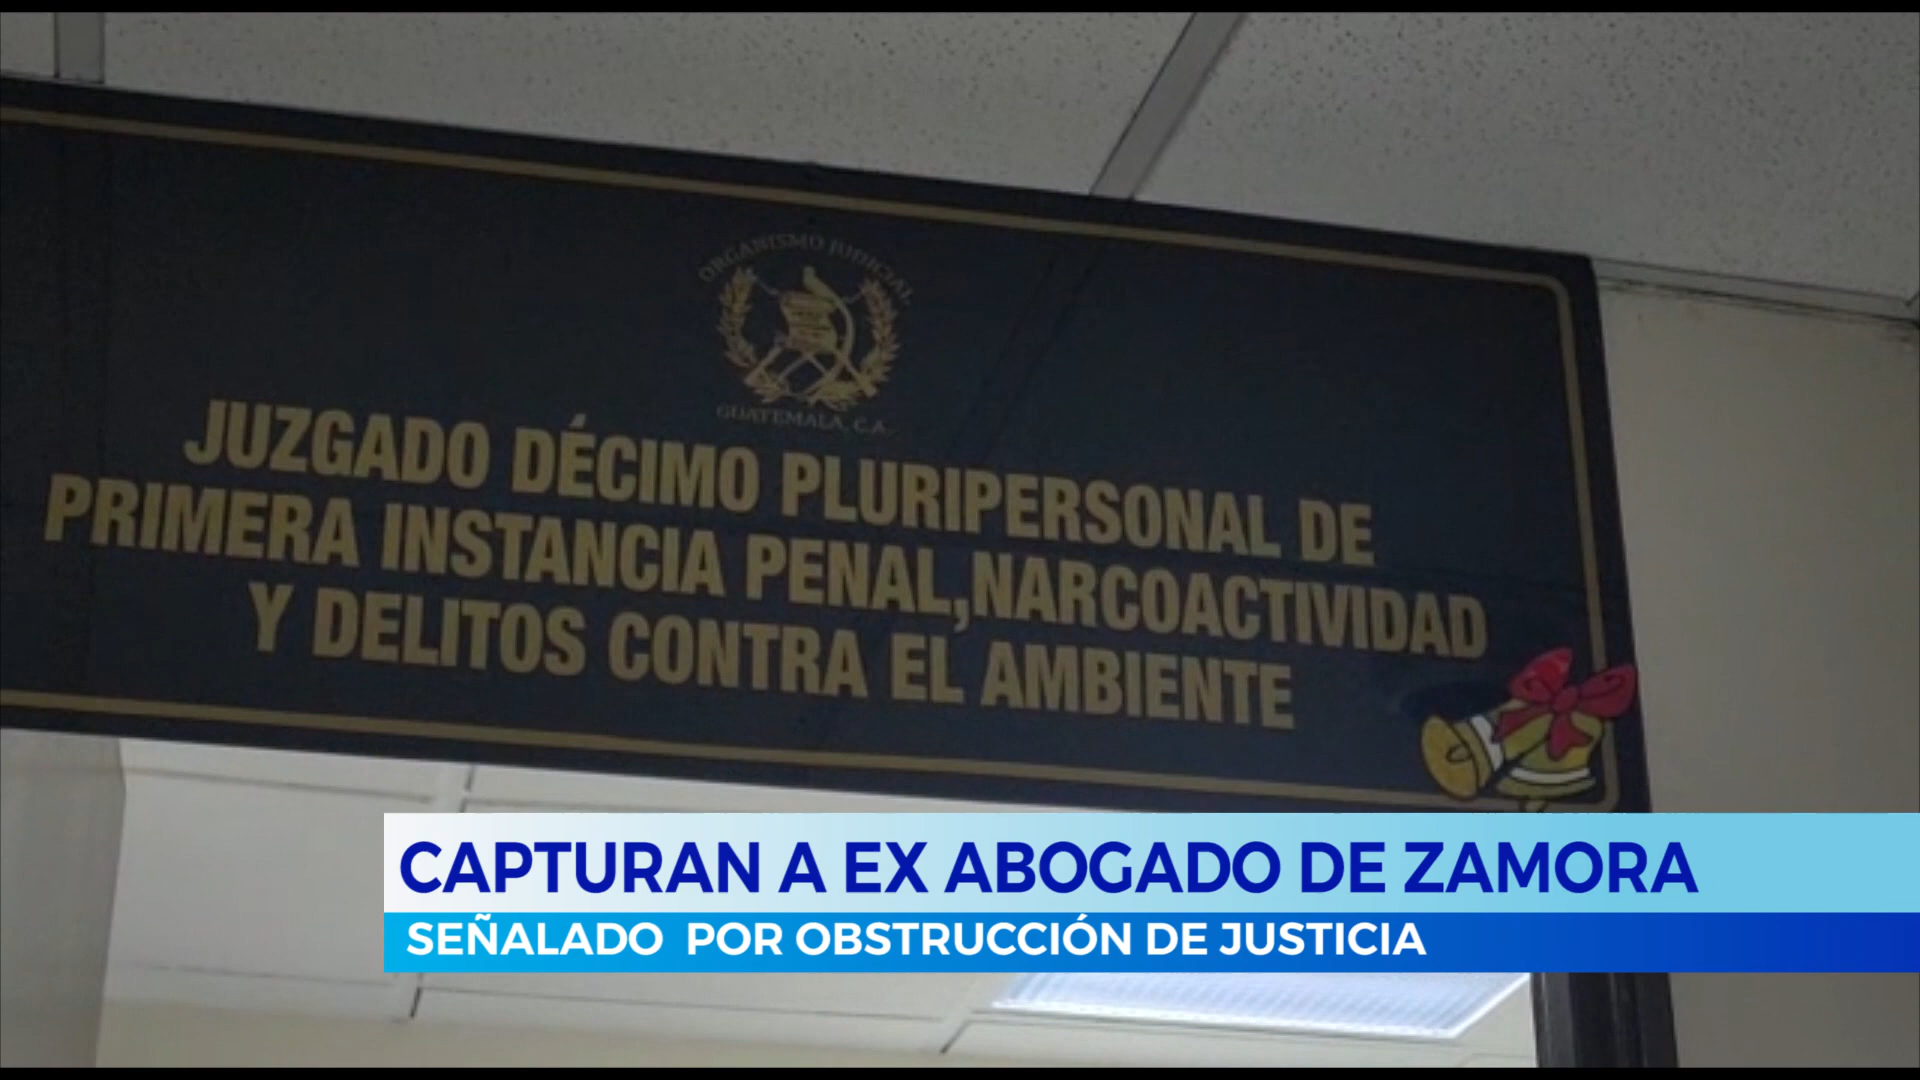 ORGANISMO JUDICIAL
GUATEMALA, C.A.
JUZGADO DÉCIMO PLURIPERSONAL DE
PRIMERA INSTANCIA PENAL,NARCOACTIVIDAD
Y DELITOS CONTRA EL AMBIENTE
CAPTURAN A EX ABOGADO DE ZAMORA
SEÑALADO POR OBSTRUCCIÓN DE JUSTICIA